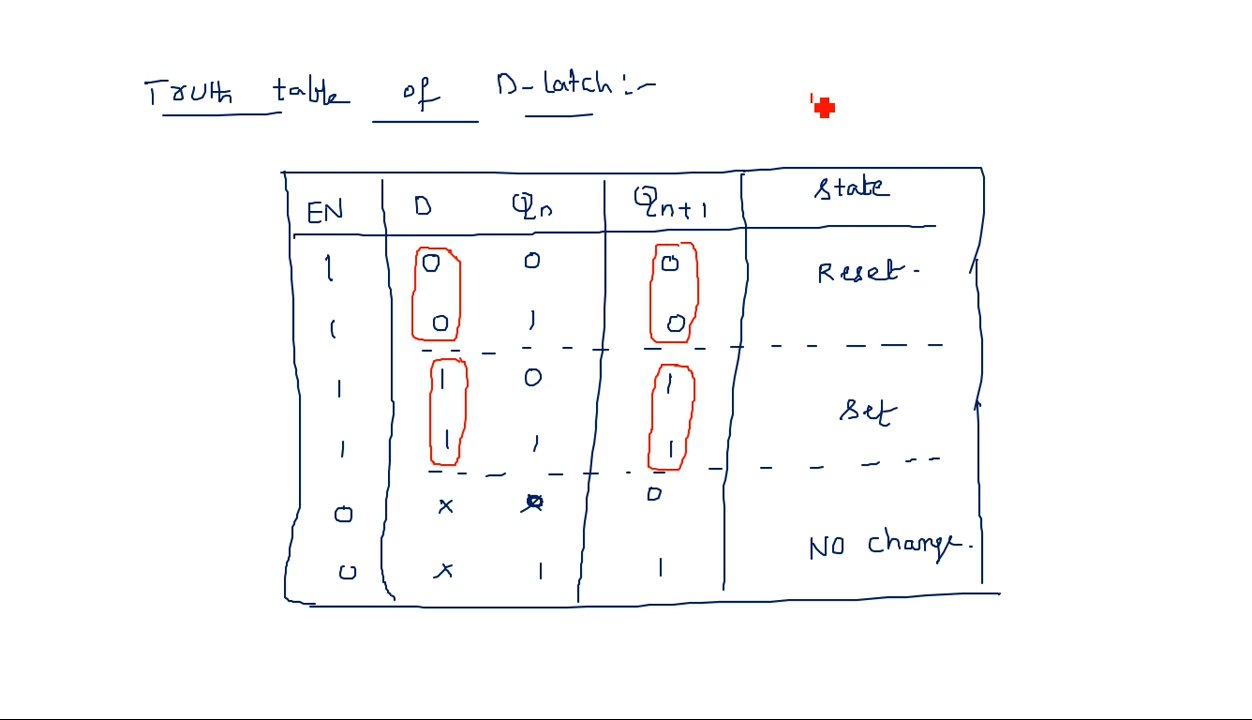 Truth table of D-latch:-
EN D Qn Qn+1 state
1 0 0 0 Reset.
1 0 1 0
1 1 0 1 Set
1 1 1 1
0 x 0 0 NO change.
0 x 1 1